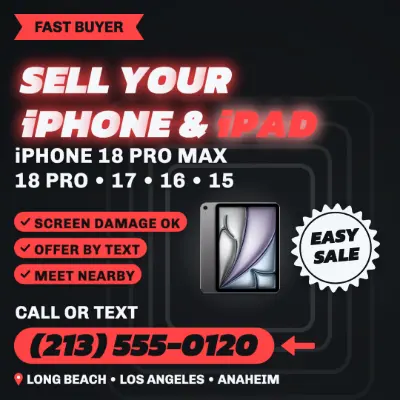 FAST BUYER
SELL YOUR
iPHONE & iPAD
iPHONE 18 PRO MAX
18 PRO • 17 • 16 • 15
SCREEN DAMAGE OK
OFFER BY TEXT
MEET NEARBY
EASY
SALE
CALL OR TEXT
(213) 555-0120
LONG BEACH • LOS ANGELES • ANAHEIM